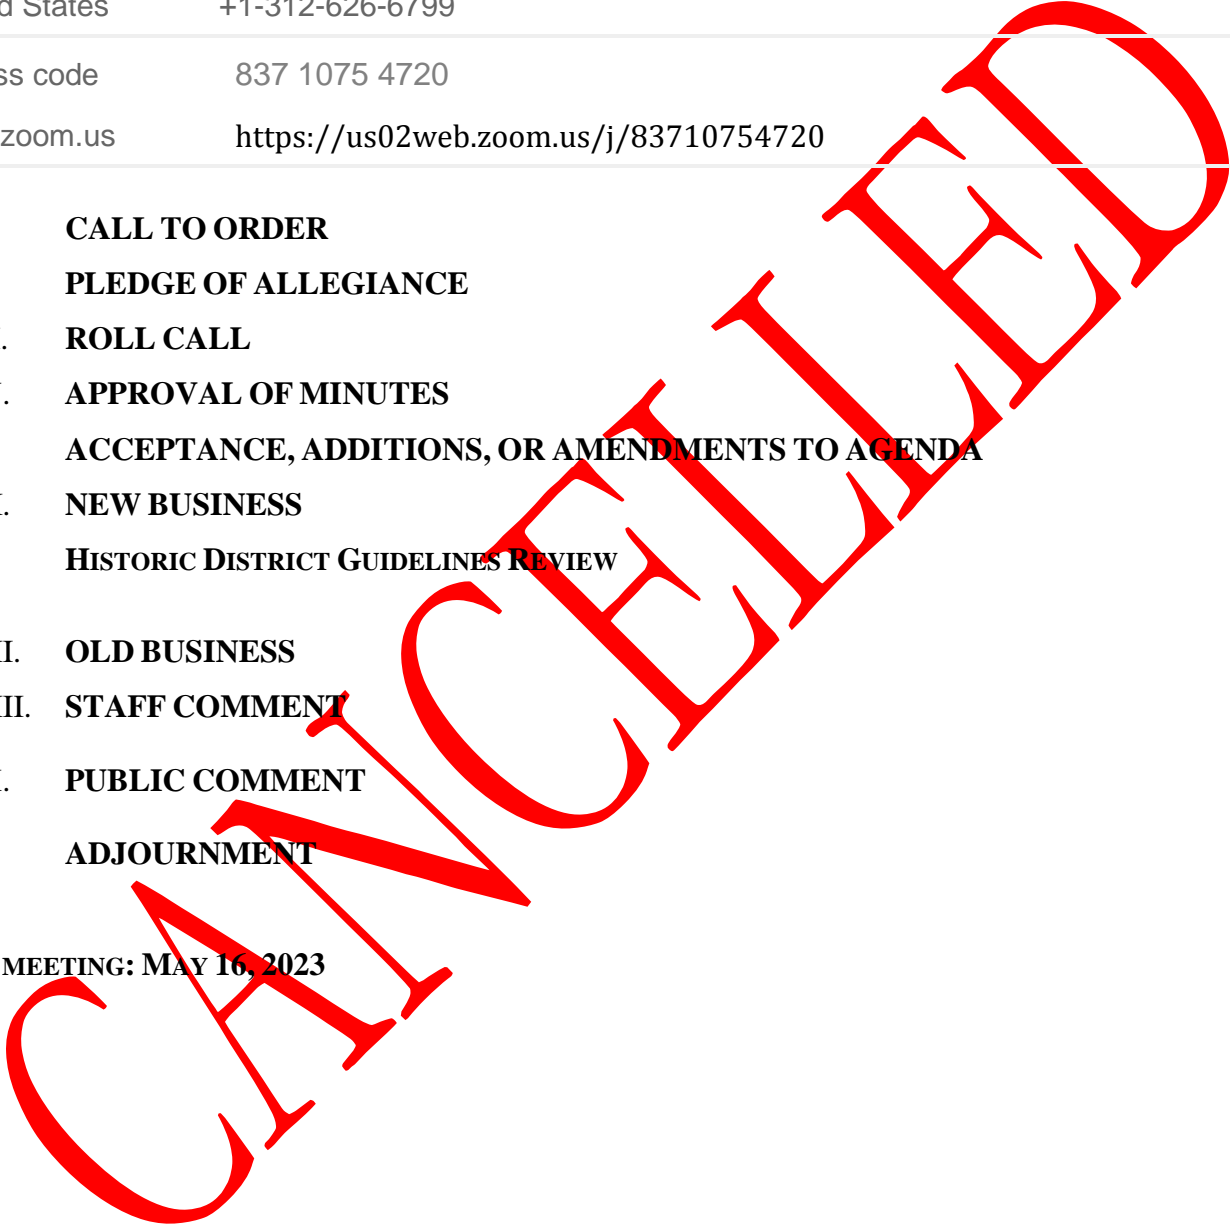 d States +1-312-626-6799
ss code 837 1075 4720
zoom.us https://us02web.zoom.us/j/83710754720
CALL TO ORDER
PLEDGE OF ALLEGIANCE
. ROLL CALL
. APPROVAL OF MINUTES
ACCEPTANCE, ADDITIONS, OR AMENDMENTS TO AGENDA
I. NEW BUSINESS
HISTORIC DISTRICT GUIDELINES REVIEW
II. OLD BUSINESS
III. STAFF COMMENT
. PUBLIC COMMENT
ADJOURNMENT
MEETING: MAY 16, 2023
CANCELLED